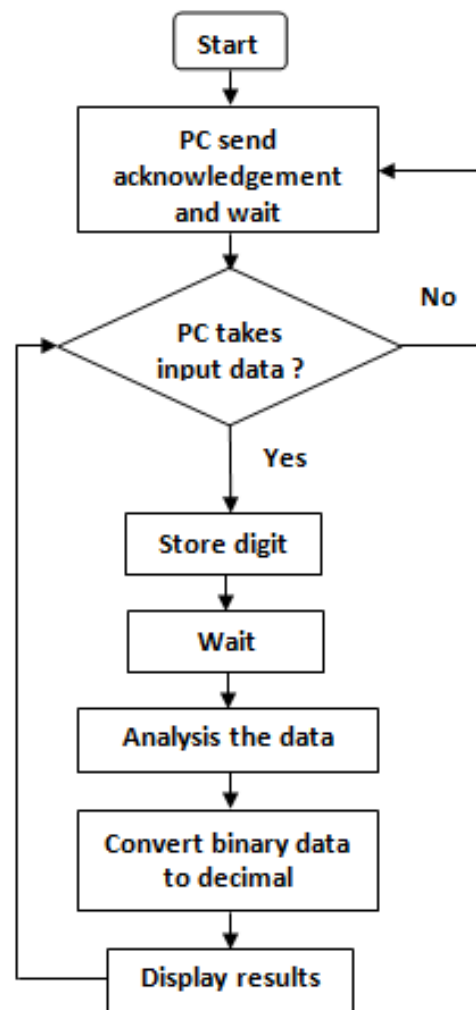 Start
PC send
acknowledgement
and wait
No
PC takes
input data ?
Yes
Store digit
Wait
Analysis the data
Convert binary data
to decimal
Display results